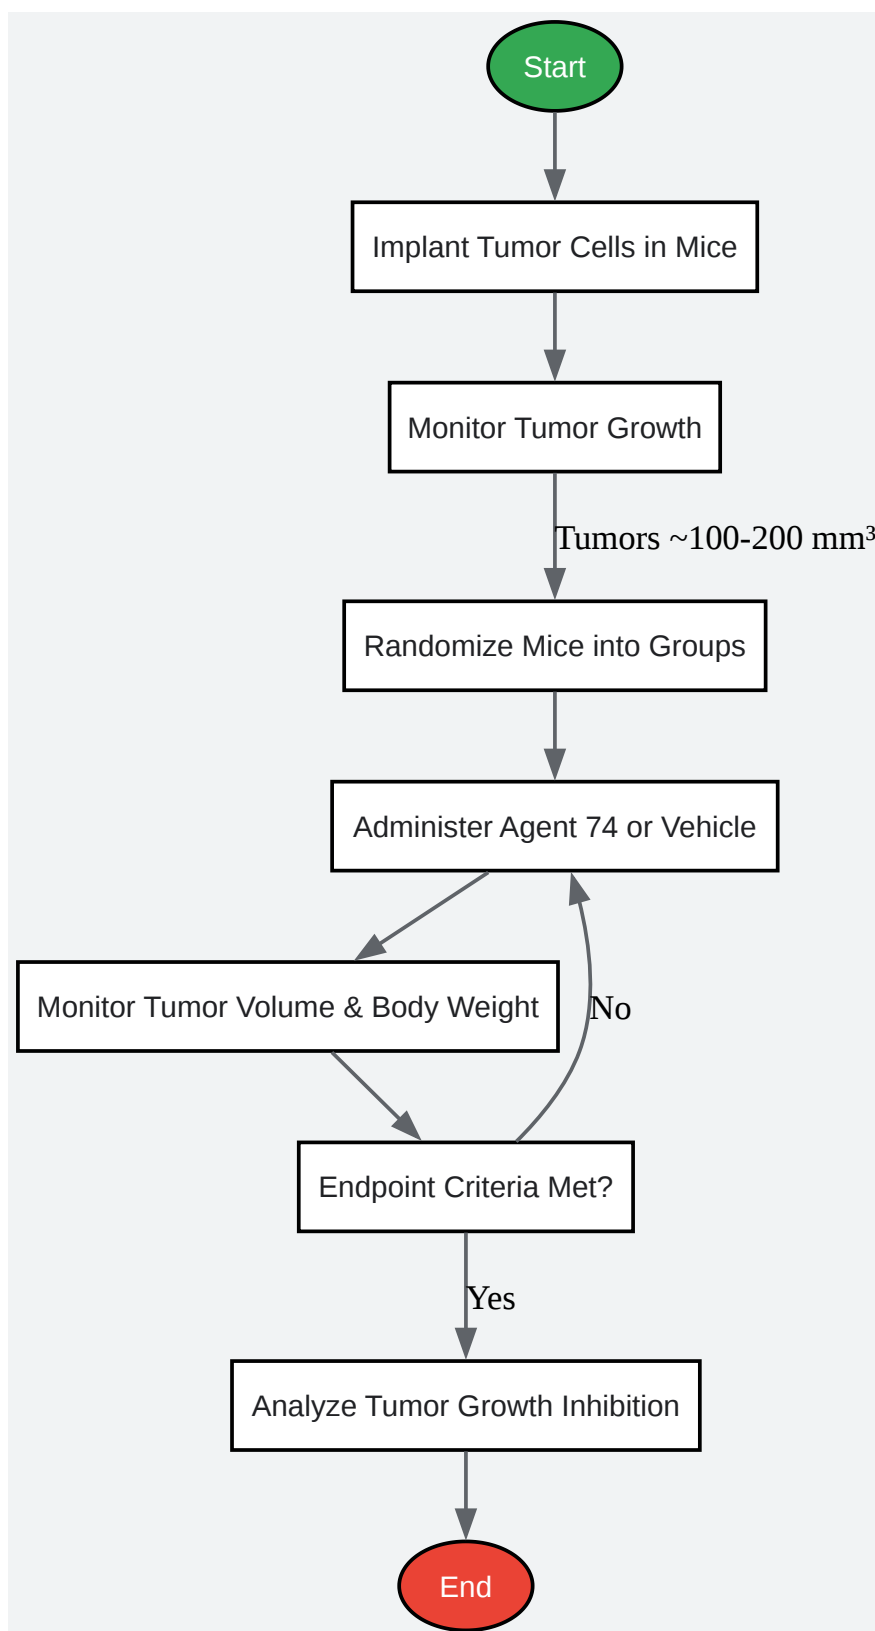 Start
Implant Tumor Cells in Mice
Monitor Tumor Growth
Tumors ~100-200 mm³
Randomize Mice into Groups
Administer Agent 74 or Vehicle
Monitor Tumor Volume & Body Weight
No
Endpoint Criteria Met?
Yes
Analyze Tumor Growth Inhibition
End